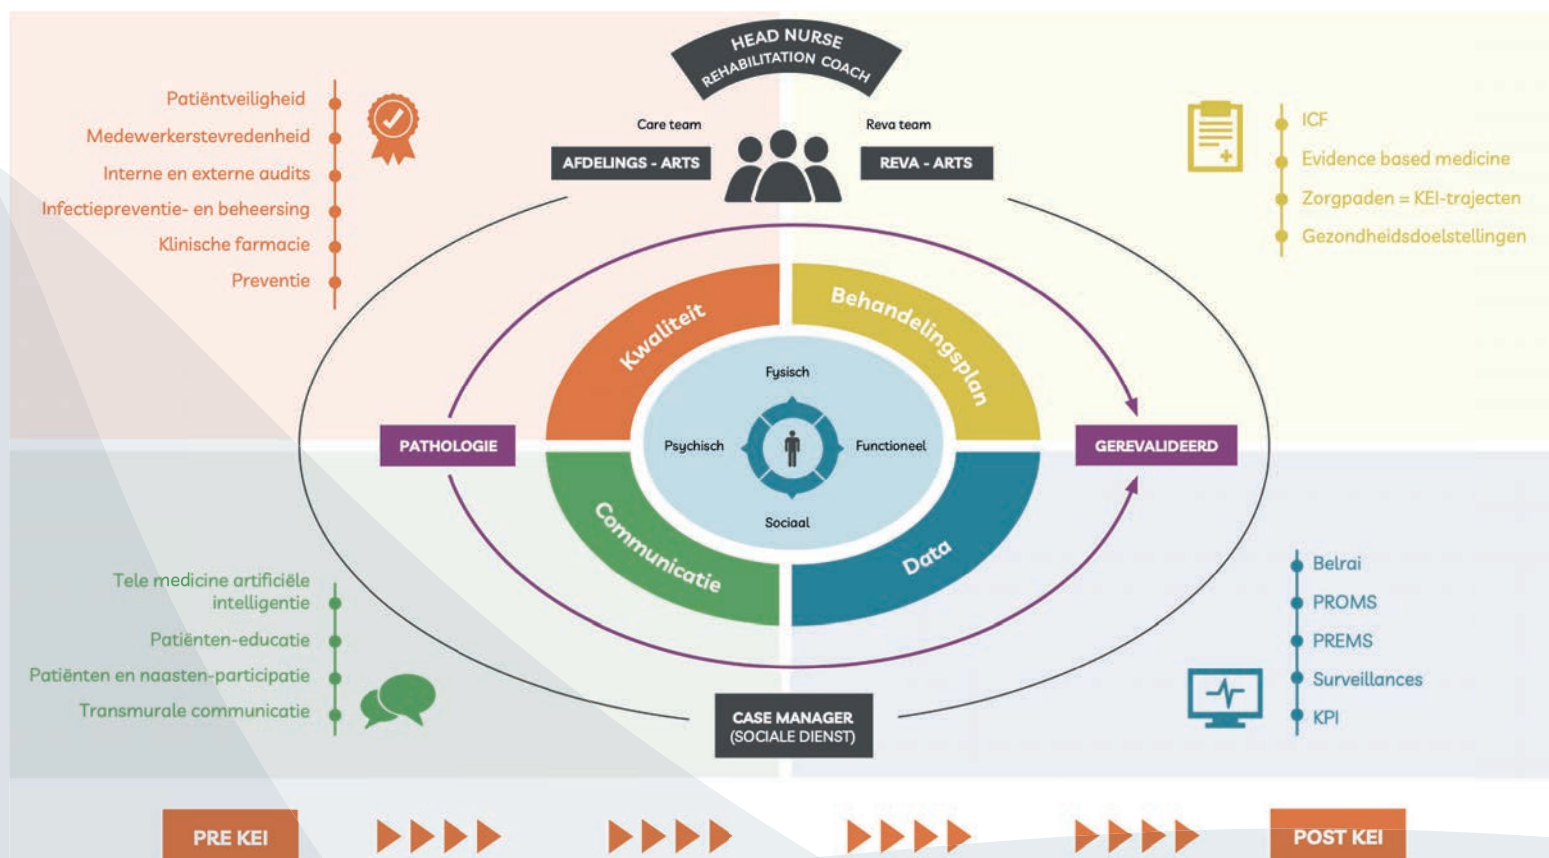 HEAD NURSE
REHABILITATION COACH
Care team
Reva team
AFDELINGS - ARTS
REVA - ARTS
Patiëntveiligheid
Medewerkerstevredenheid
Interne en externe audits
Infectiepreventie- en beheersing
Klinische farmacie
Preventie
ICF
Evidence based medicine
Zorgpaden = KEI-trajecten
Gezondheidsdoelstellingen
Kwaliteit
Behandelingsplan
Fysisch
Psychisch
Functioneel
Sociaal
PATHOLOGIE
GEREVALIDEERD
Communicatie
Data
Tele medicine artificiële
intelligentie
Patiënten-educatie
Patiënten en naasten-participatie
Transmurale communicatie
Belrai
PROMS
PREMS
Surveillances
KPI
CASE MANAGER
(SOCIALE DIENST)
PRE KEI
POST KEI